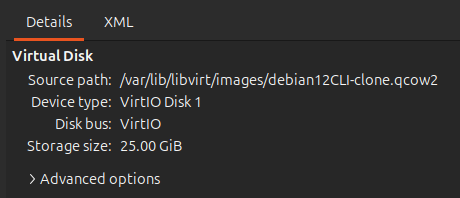 Details XML
Virtual Disk
Source path: /var/lib/libvirt/images/debian12CLI-clone.qcow2
Device type: VirtIO Disk 1
Disk bus: VirtIO
Storage size: 25.00 GiB
Advanced options